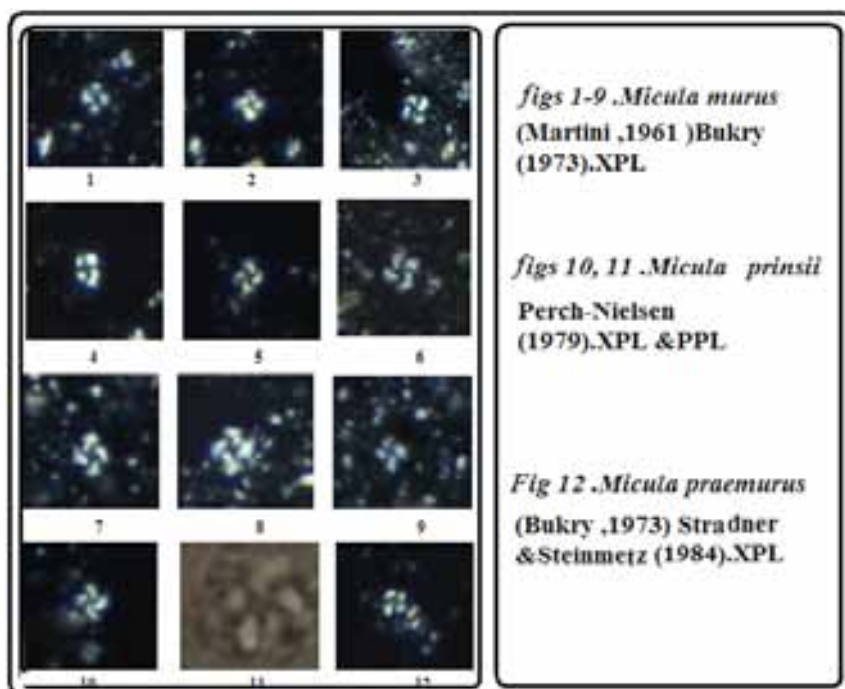 1 2 3
4 5 6
7 8 9
10 11 12
figs 1-9 .Micula murus
(Martini ,1961 )Bukry
(1973).XPL
figs 10, 11 .Micula prinsii
Perch-Nielsen
(1979).XPL &PPL
Fig 12 .Micula praemurus
(Bukry ,1973) Stradner
&Steinmetz (1984).XPL